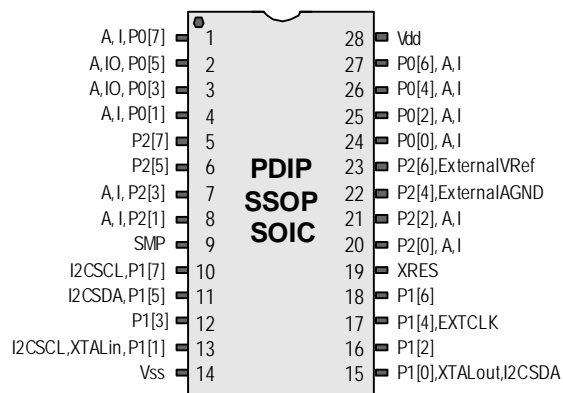 A, I, P0[7] 1 28 Vdd
A, IO, P0[5] 2 27 P0[6], A, I
A, IO, P0[3] 3 26 P0[4], A, I
A, I, P0[1] 4 25 P0[2], A, I
P2[7] 5 24 P0[0], A, I
P2[5] 6 PDIP 23 P2[6],ExternalVRef
A, I, P2[3] 7 SSOP 22 P2[4],ExternalAGND
A, I, P2[1] 8 SOIC 21 P2[2], A, I
SMP 9 20 P2[0], A, I
I2CSCL, P1[7] 10 19 XRES
I2CSDA, P1[5] 11 18 P1[6]
P1[3] 12 17 P1[4],EXTCLK
I2CSCL,XTALin, P1[1] 13 16 P1[2]
Vss 14 15 P1[0],XTALout,I2CSDA